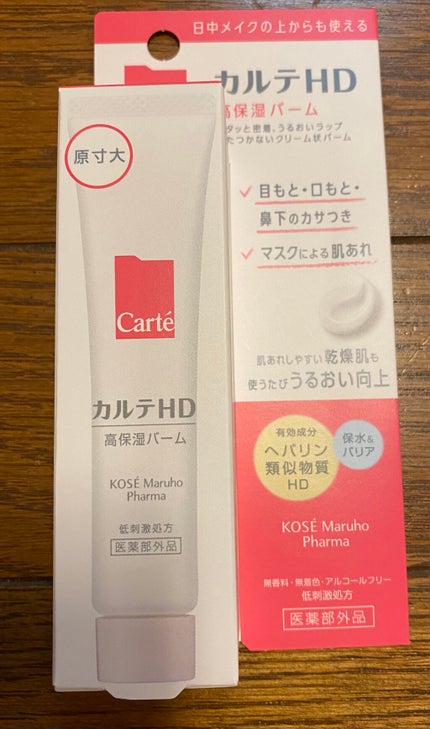 日中メイクの上からも使える
カルテHD
高保湿バーム
タッと密着、うるおいラップ
たつかないクリーム状バーム
目もと・口もと・
鼻下のカサつき
マスクによる肌あれ
肌あれしやすい乾燥肌も
使うたびうるおい向上
有効成分
ヘパリン
類似物質
HD
保水&
バリア
KOSÉ Maruho
Pharma
無香料・無着色・アルコールフリー
低刺激処方
医薬部外品
原寸大
Carté
カルテHD
高保湿バーム
KOSÉ Maruho
Pharma
低刺激処方
医薬部外品